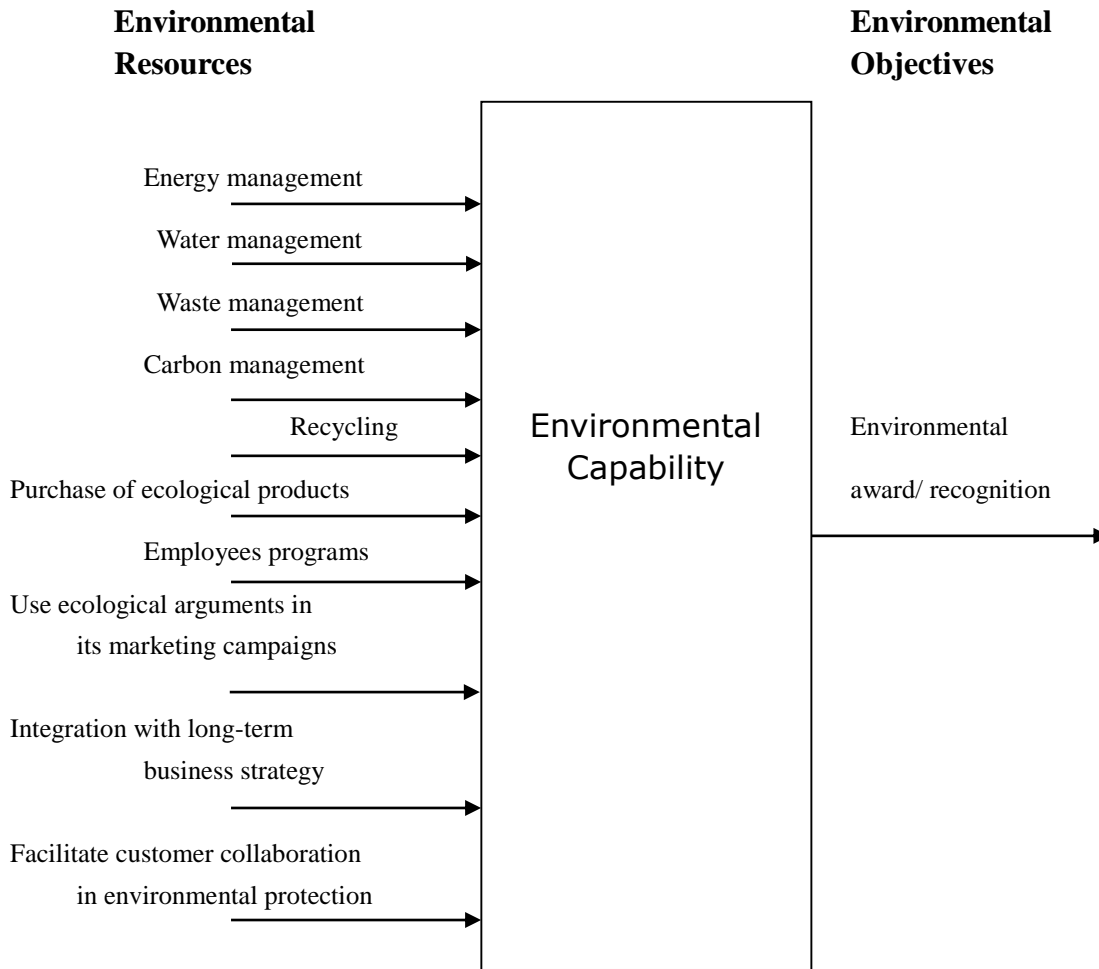 Environmental
Resources
Environmental
Objectives
Energy management
Water management
Waste management
Carbon management
Recycling
Purchase of ecological products
Employees programs
Use ecological arguments in
its marketing campaigns
Integration with long-term
business strategy
Facilitate customer collaboration
in environmental protection
Environmental
Capability
Environmental
award/ recognition